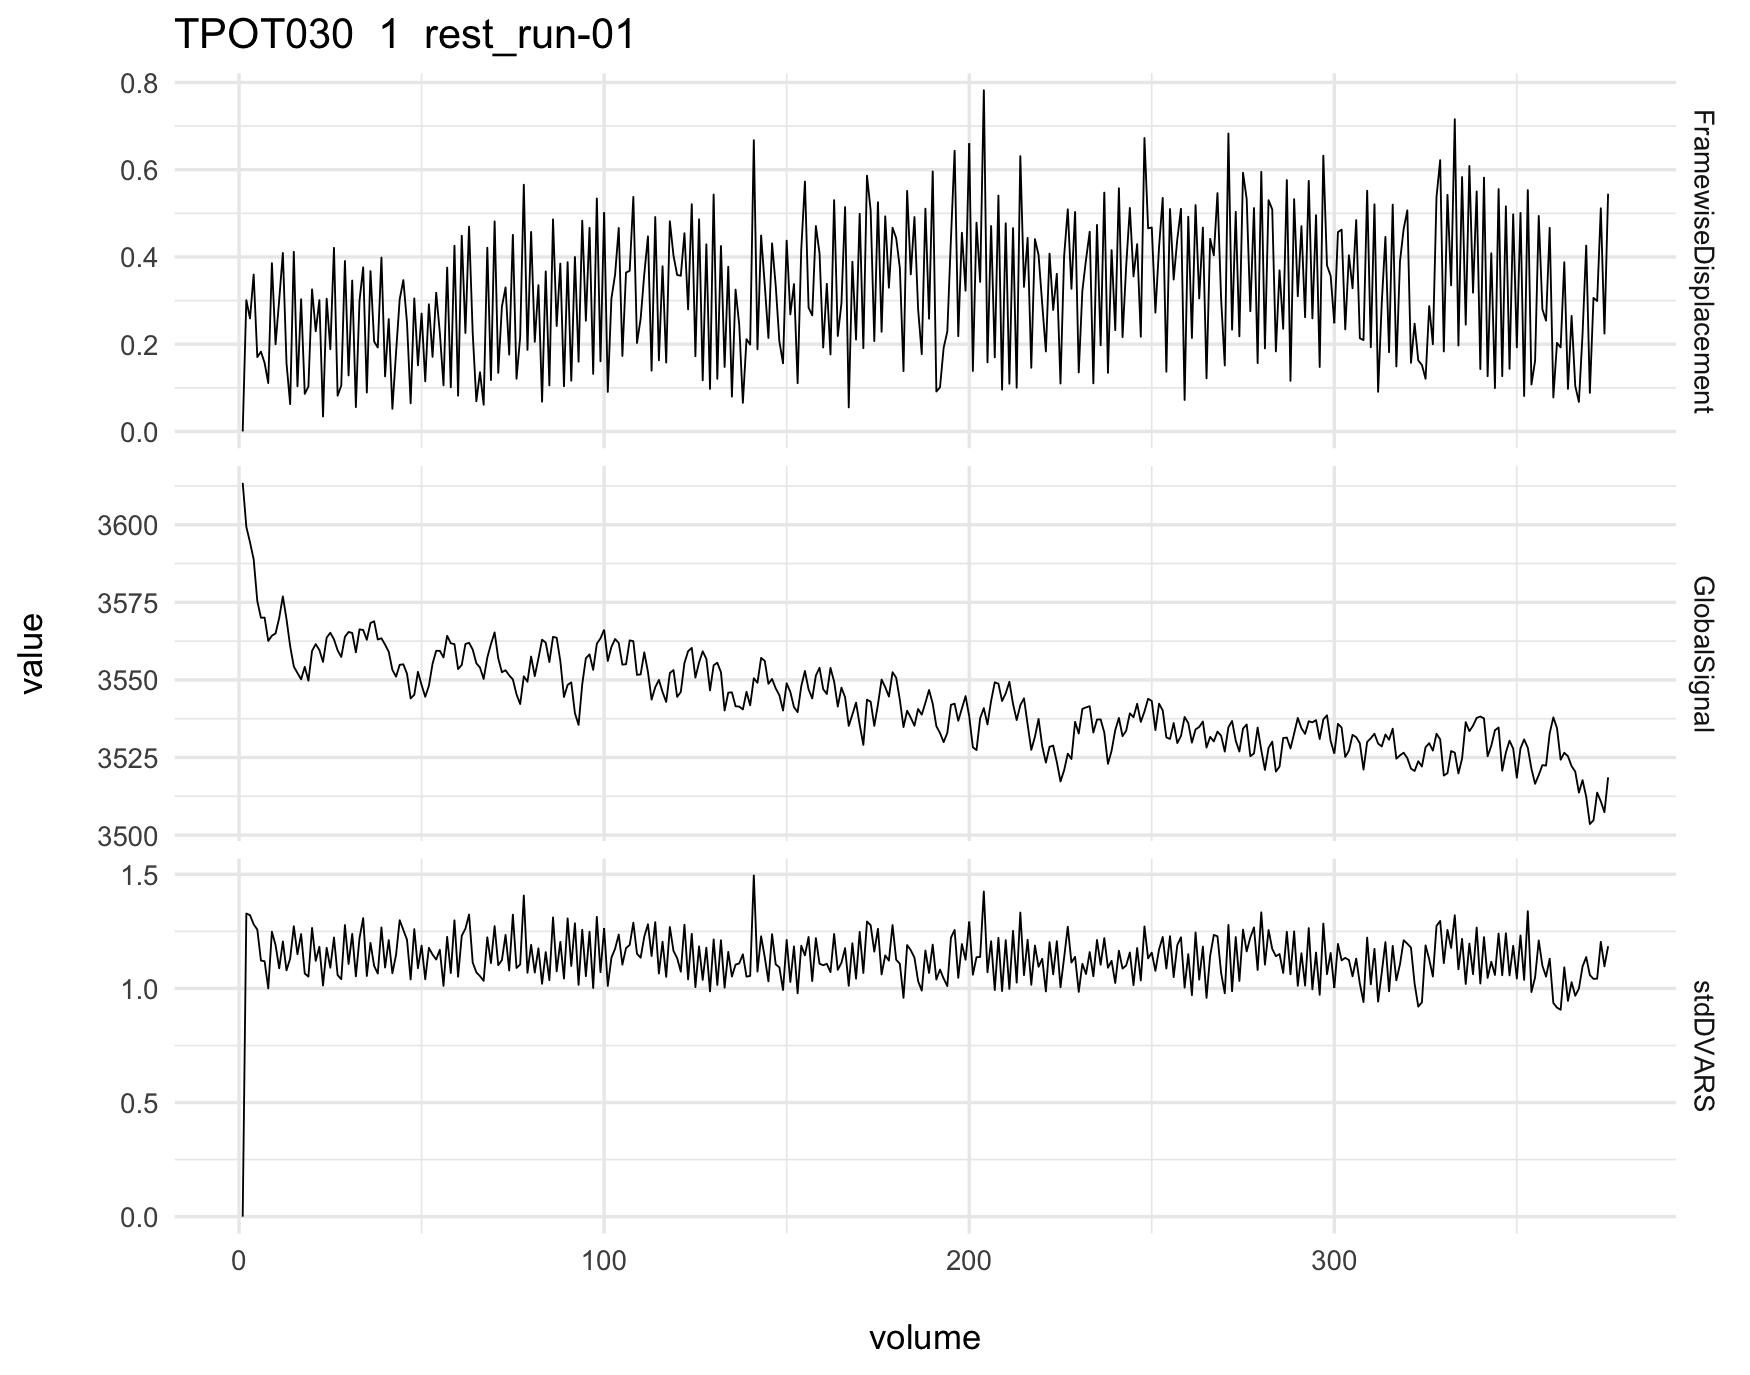 TPOT030 1 rest_run-01
0.8
0.6
0.4
0.2
0.0
FramewiseDisplacement
3600
3575
3550
3525
3500
GlobalSignal
value
1.5
1.0
0.5
0.0
stdDVARS
0 100 200 300
volume